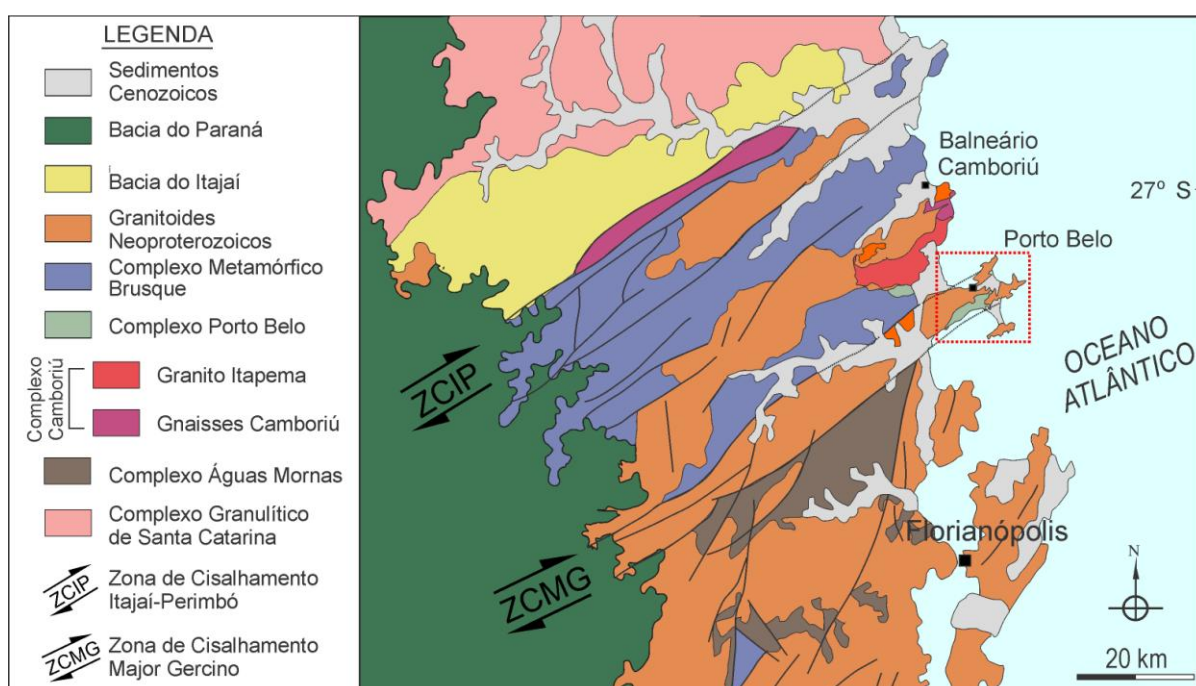 LEGENDA
Sedimentos
Cenozoicos
Bacia do Paraná
Bacia do Itajaí
Granitoides
Neoproterozoicos
Complexo Metamórfico
Brusque
Complexo Porto Belo
Complexo
Camboriú
Granito Itapema
Gnaisses Camboriú
Complexo Águas Mornas
Complexo Granulítico
de Santa Catarina
ZCIP
Zona de Cisalhamento
Itajaí-Perimbó
ZCMG
Zona de Cisalhamento
Major Gercino
Balneário
Camboriú
27º S
Porto Belo
OCEANO
ATLÂNTICO
ZCIP
ZCMG
Florianópolis
N
20 km